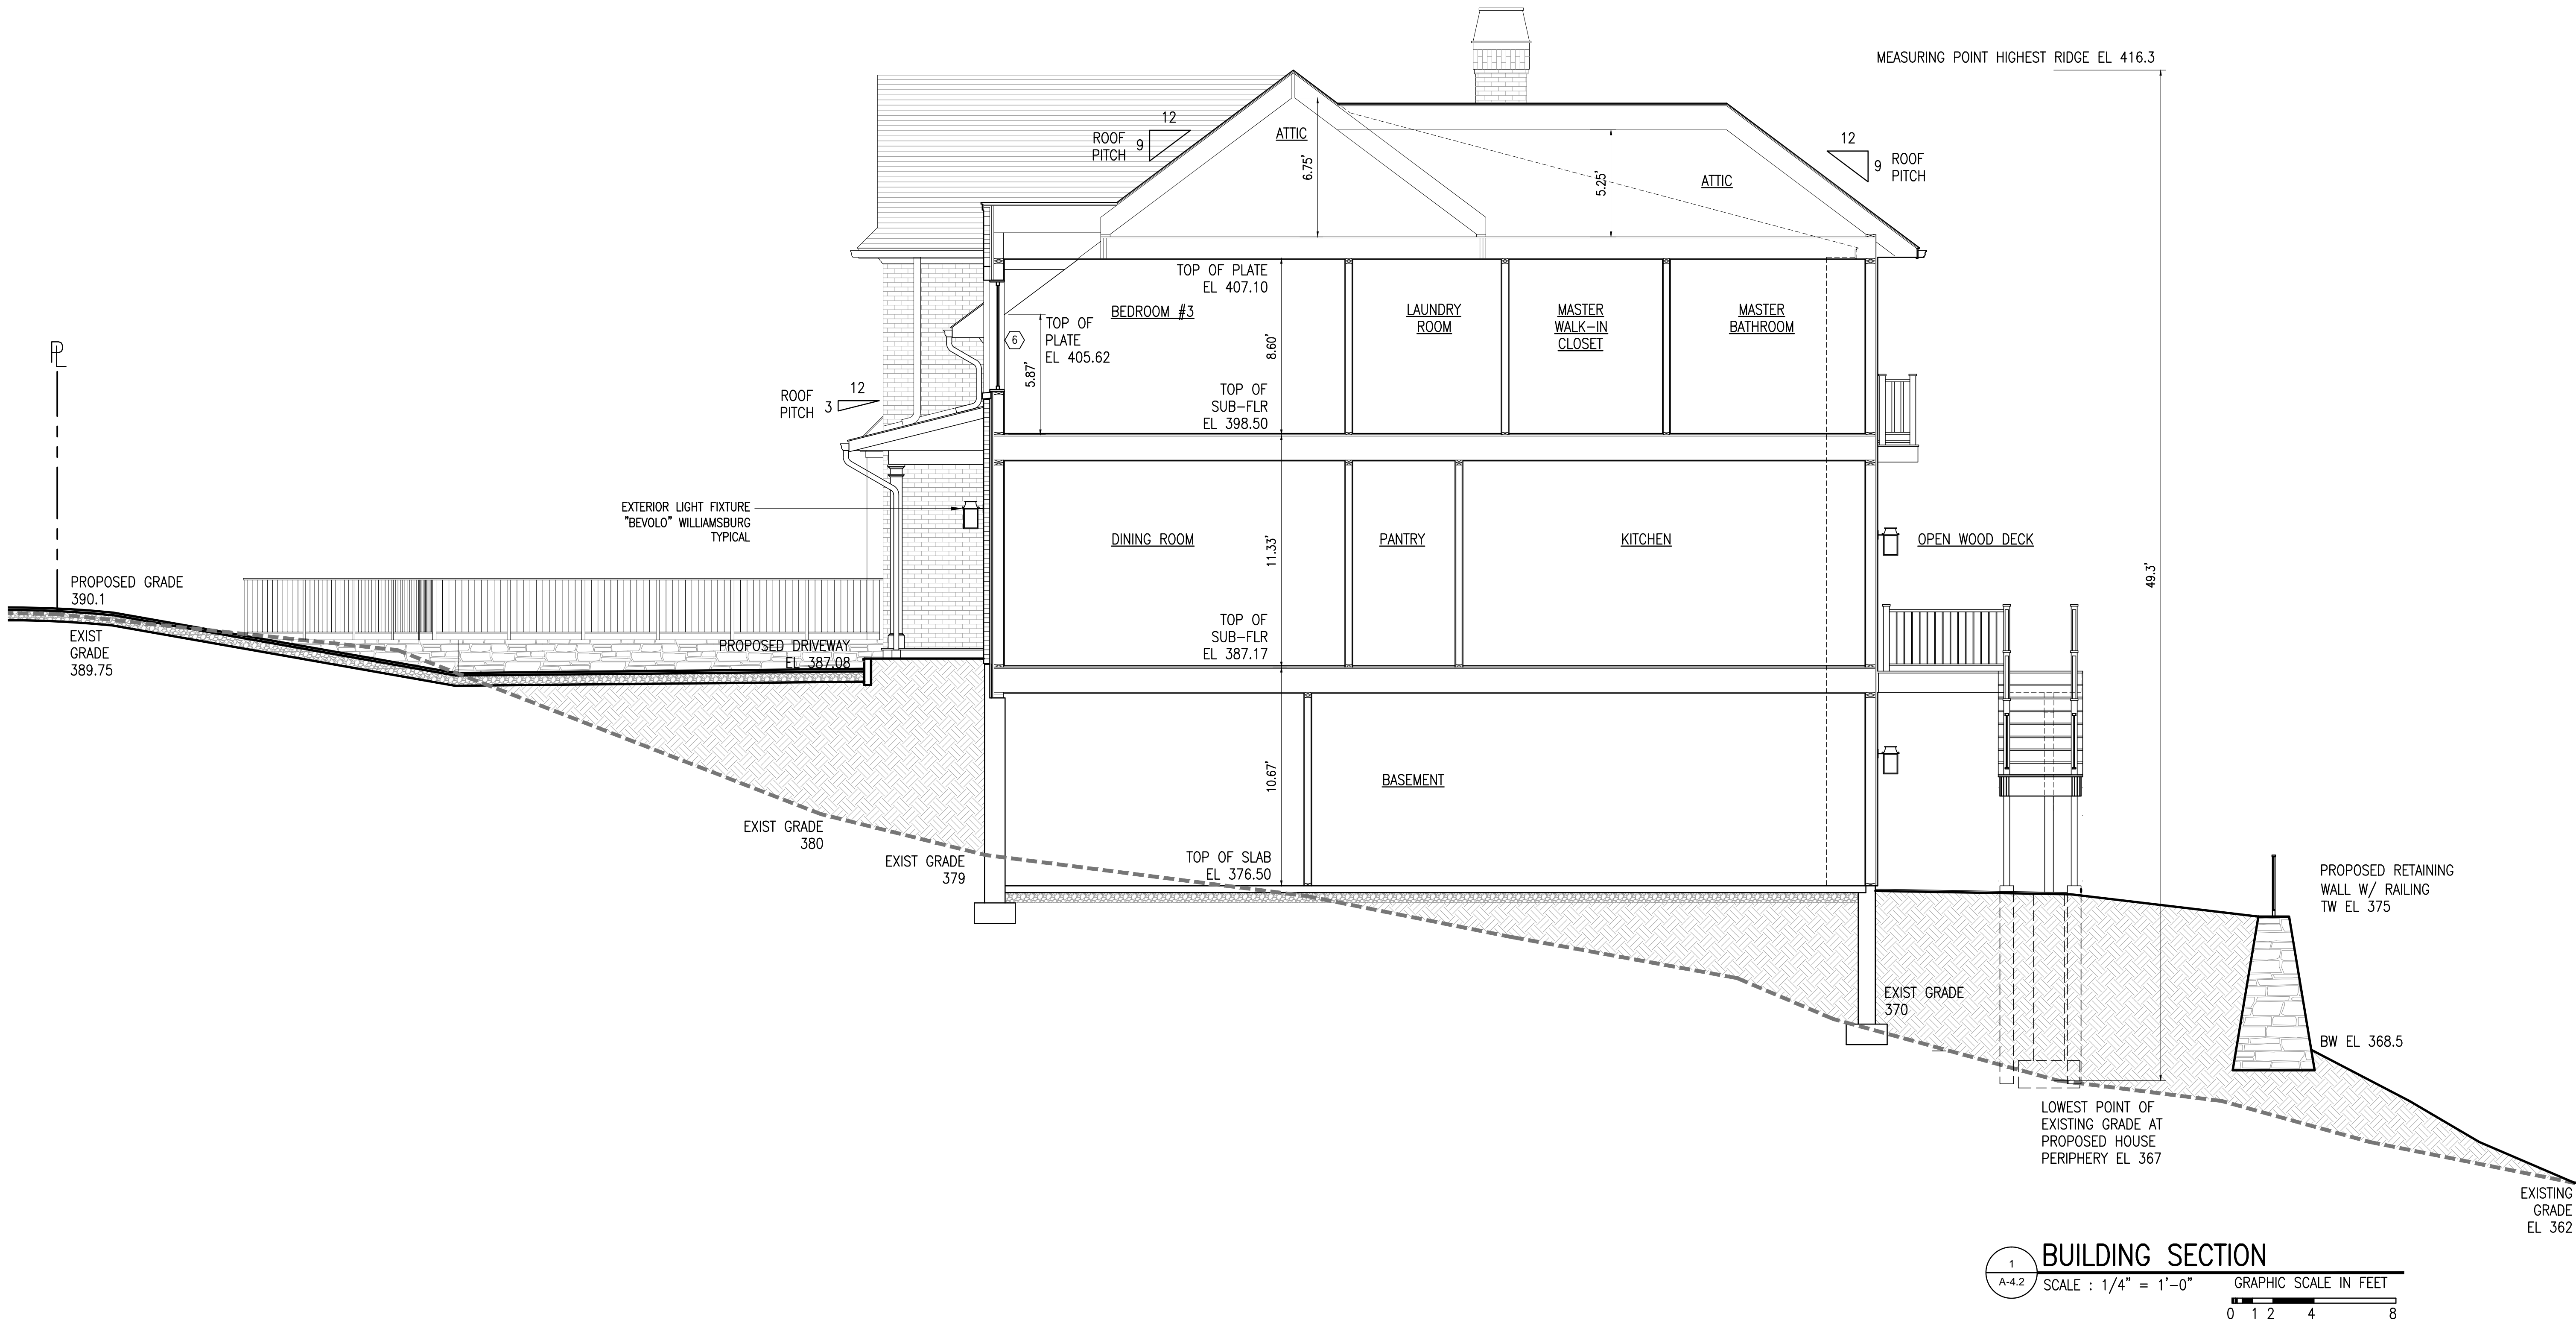 MEASURING POINT HIGHEST RIDGE EL 416.3
12
ROOF
PITCH
9
ATTIC
6.75'
5.25'
ATTIC
12
9
ROOF
PITCH
TOP OF PLATE
EL 407.10
BEDROOM #3
6
TOP OF
PLATE
EL 405.62
5.87'
8.60'
LAUNDRY
ROOM
MASTER
WALK-IN
CLOSET
MASTER
BATHROOM
TOP OF
SUB-FLR
EL 398.50
PL
ROOF
PITCH
12
3
EXTERIOR LIGHT FIXTURE
"BEVOLO" WILLIAMSBURG
TYPICAL
DINING ROOM
11.33'
PANTRY
KITCHEN
OPEN WOOD DECK
49.3'
PROPOSED GRADE
390.1
EXIST
GRADE
389.75
PROPOSED DRIVEWAY
EL 387.08
TOP OF
SUB-FLR
EL 387.17
10.67'
BASEMENT
EXIST GRADE
380
EXIST GRADE
379
TOP OF SLAB
EL 376.50
PROPOSED RETAINING
WALL W/ RAILING
TW EL 375
EXIST GRADE
370
BW EL 368.5
LOWEST POINT OF
EXISTING GRADE AT
PROPOSED HOUSE
PERIPHERY EL 367
EXISTING
GRADE
EL 362
1
A-4.2
BUILDING SECTION
SCALE : 1/4" = 1'-0"
GRAPHIC SCALE IN FEET
0 1 2 4 8